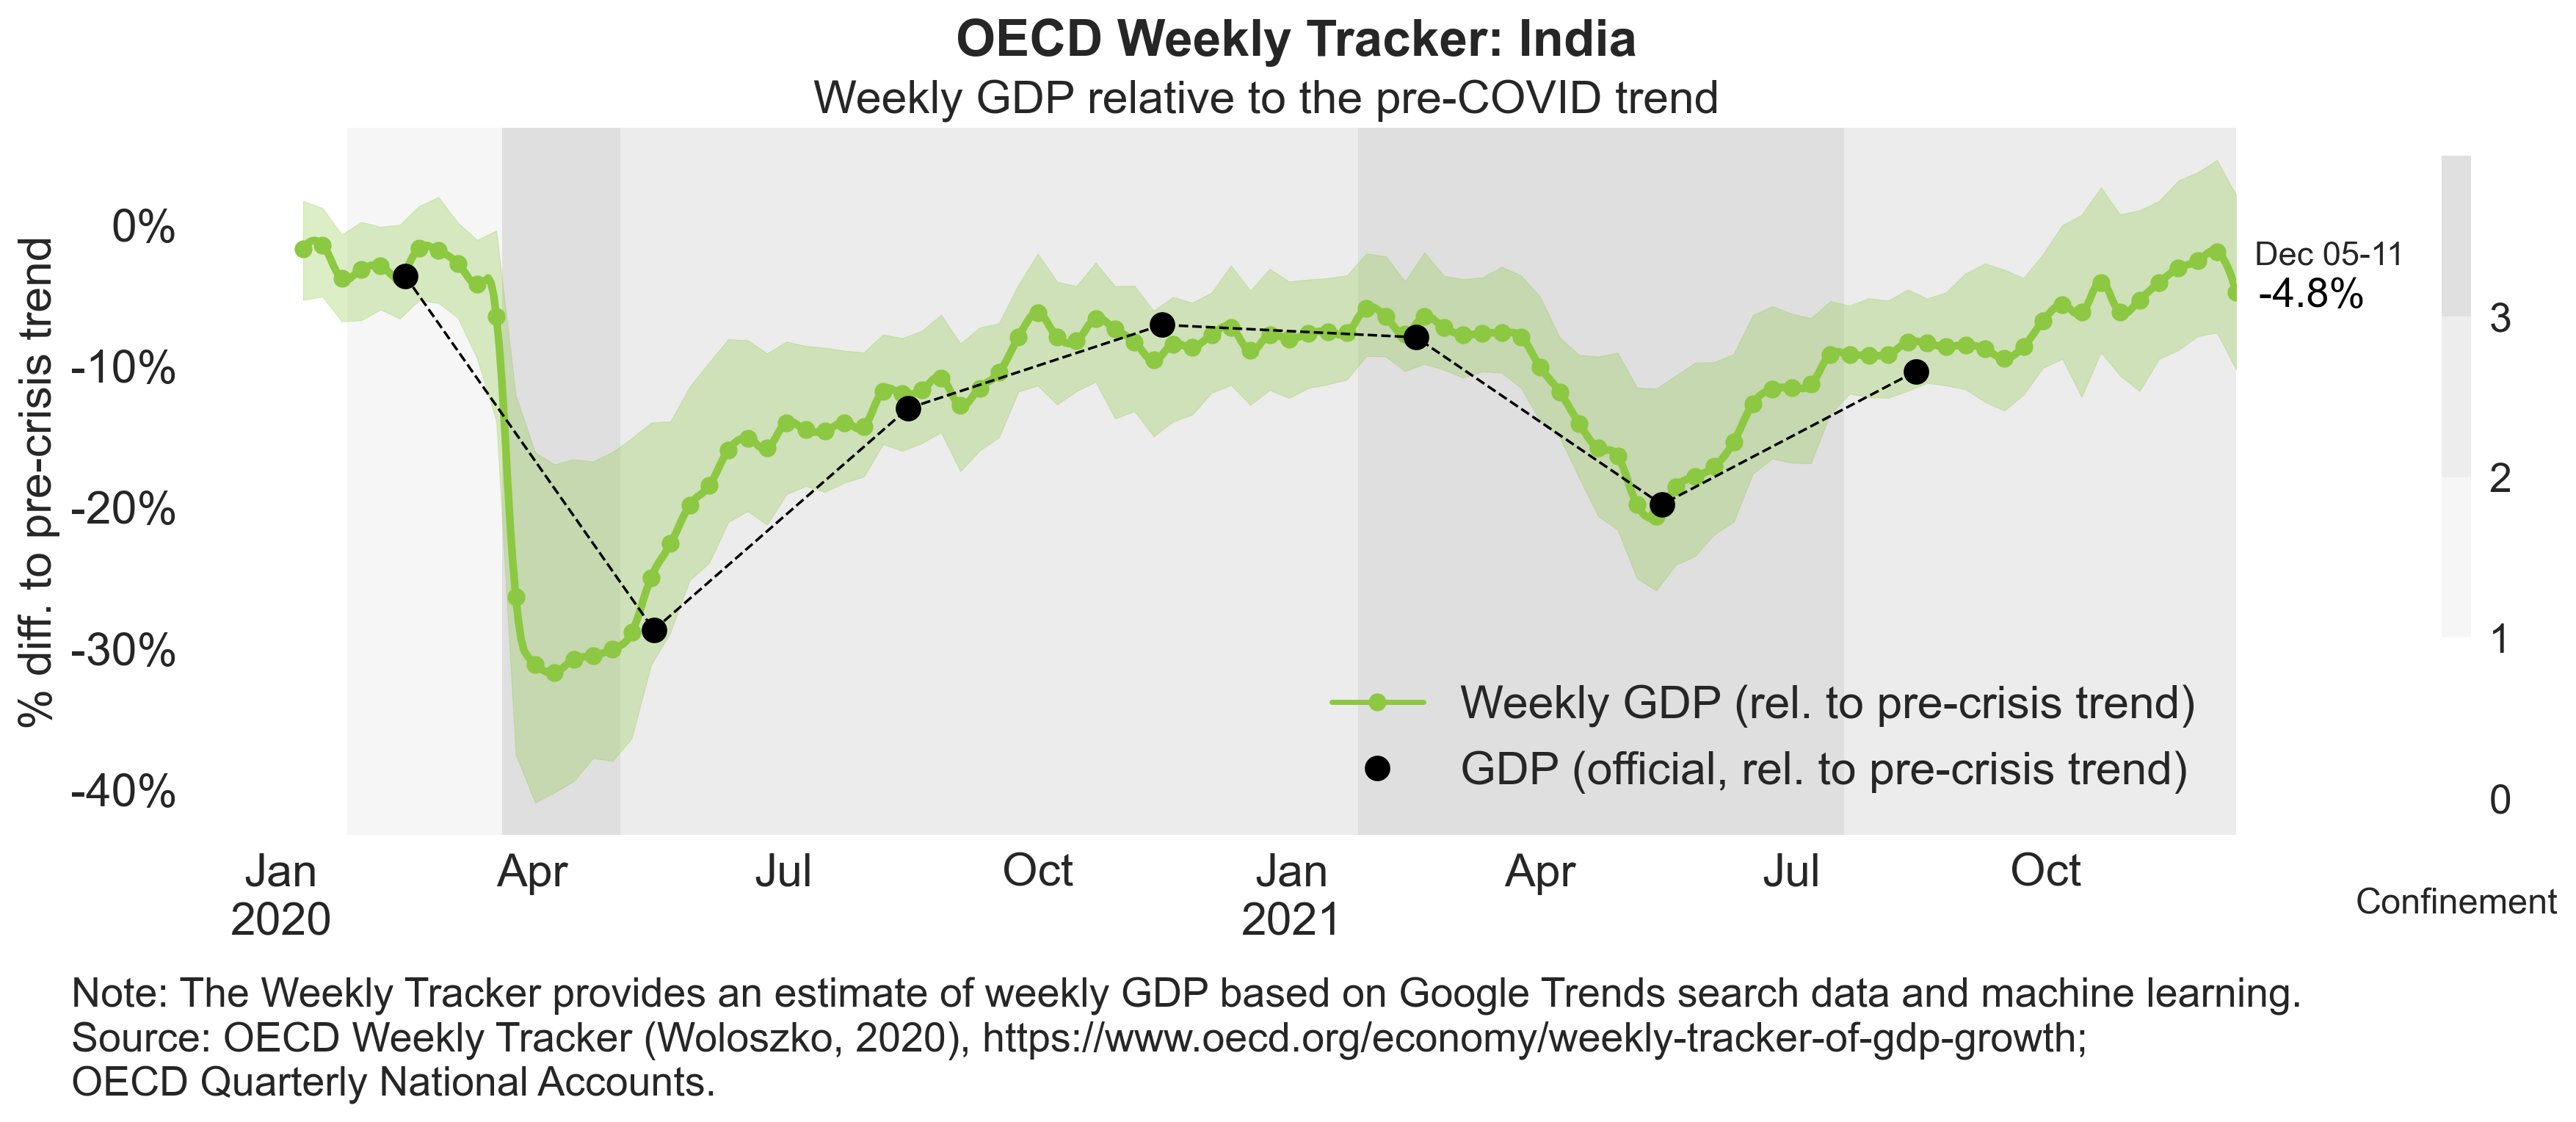 OECD Weekly Tracker: India
Weekly GDP relative to the pre-COVID trend
% diff. to pre-crisis trend
0%
-10%
-20%
-30%
-40%
Dec 05-11
-4.8%
3
2
1
0
Confinement
Weekly GDP (rel. to pre-crisis trend)
GDP (official, rel. to pre-crisis trend)
Jan Apr Jul Oct Jan Apr Jul Oct
2020 2021
Note: The Weekly Tracker provides an estimate of weekly GDP based on Google Trends search data and machine learning.
Source: OECD Weekly Tracker (Woloszko, 2020), https://www.oecd.org/economy/weekly-tracker-of-gdp-growth;
OECD Quarterly National Accounts.